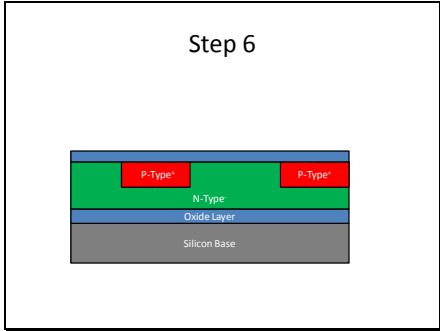 Step 6
P-Type⁺ P-Type⁺
N-Type⁻
Oxide Layer
Silicon Base